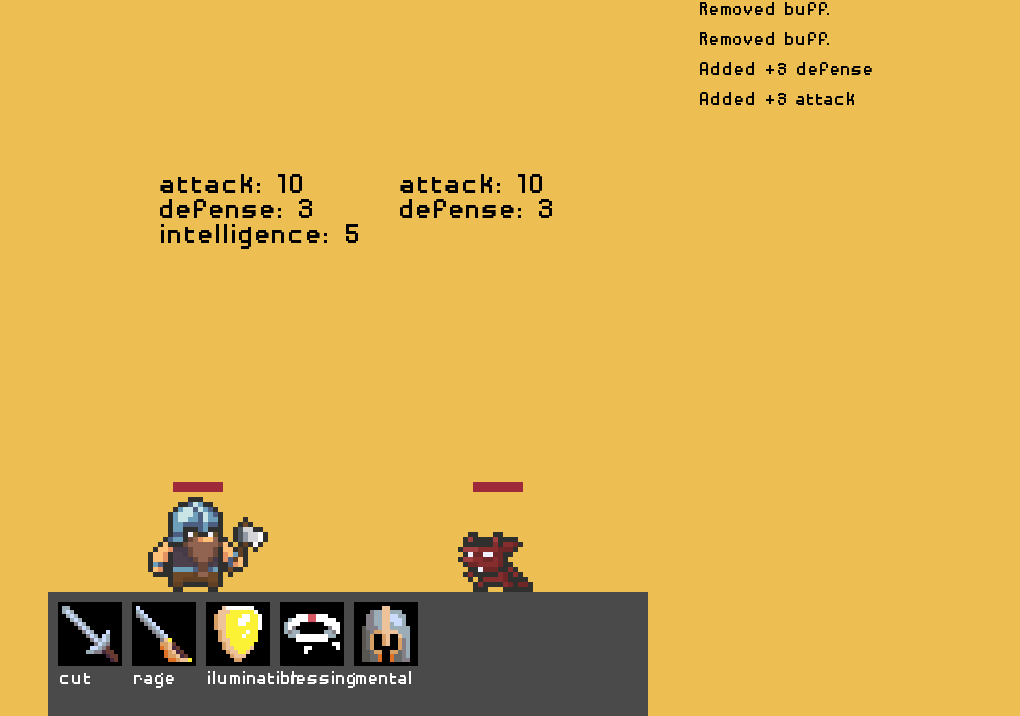 Removed buff.
Removed buff.
Added +3 defense
Added +3 attack
attack: 10
defense: 3
intelligence: 5
attack: 10
defense: 3
cut
rage
blessing
mental